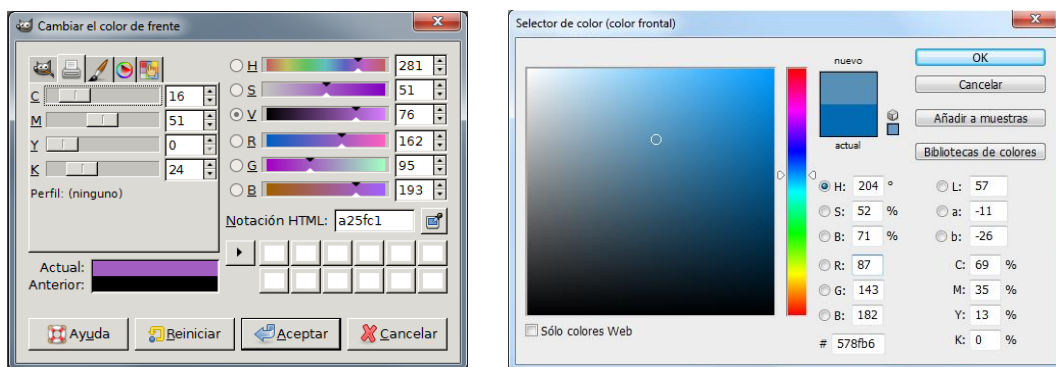 Cambiar el color de frente
C 16
M 51
Y 0
K 24
Perfil: (ninguno)
Actual:
Anterior:
H 281
S 51
V 76
R 162
G 95
B 193
Notación HTML: a25fc1
Ayuda Reiniciar Aceptar Cancelar
Selector de color (color frontal)
nuevo
actual
OK
Cancelar
Añadir a muestras
Bibliotecas de colores
H: 204 °
S: 52 %
B: 71 %
R: 87
G: 143
B: 182
# 578fb6
L: 57
a: -11
b: -26
C: 69 %
M: 35 %
Y: 13 %
K: 0 %
Sólo colores Web